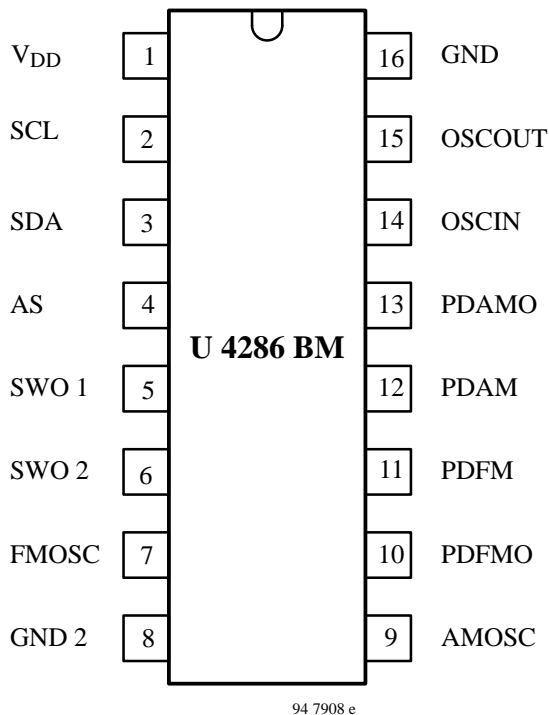 V_DD 1 16 GND
SCL 2 15 OSCOUT
SDA 3 14 OSCIN
AS 4 13 PDAMO
U 4286 BM
SWO 1 5 12 PDAM
SWO 2 6 11 PDFM
FMOSC 7 10 PDFMO
GND 2 8 9 AMOSC
94 7908 e